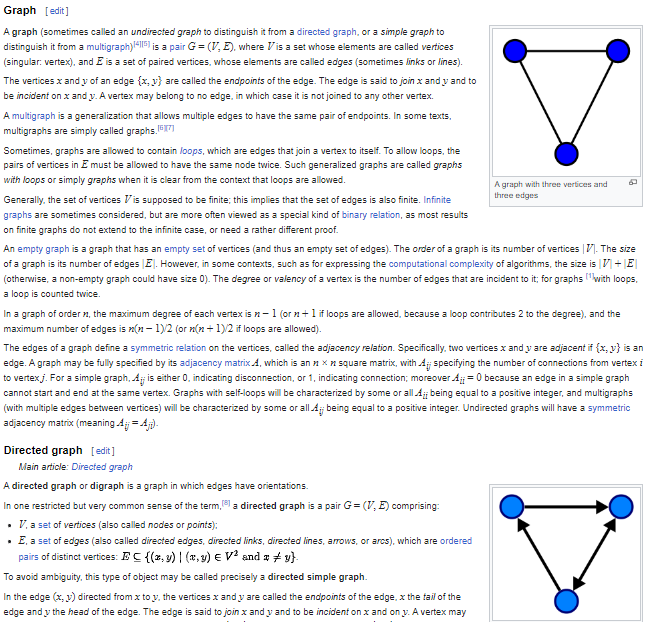 Graph [edit]
A graph (sometimes called an undirected graph to distinguish it from a directed graph, or a simple graph to
distinguish it from a multigraph)[4][5] is a pair G = (V, E), where V is a set whose elements are called vertices
(singular: vertex), and E is a set of paired vertices, whose elements are called edges (sometimes links or lines).
The vertices x and y of an edge {x, y} are called the endpoints of the edge. The edge is said to join x and y and to
be incident on x and y. A vertex may belong to no edge, in which case it is not joined to any other vertex.
A multigraph is a generalization that allows multiple edges to have the same pair of endpoints. In some texts,
multigraphs are simply called graphs.[6][7]
Sometimes, graphs are allowed to contain loops, which are edges that join a vertex to itself. To allow loops, the
pairs of vertices in E must be allowed to have the same node twice. Such generalized graphs are called graphs
with loops or simply graphs when it is clear from the context that loops are allowed.
A graph with three vertices and
three edges
Generally, the set of vertices V is supposed to be finite; this implies that the set of edges is also finite. Infinite
graphs are sometimes considered, but are more often viewed as a special kind of binary relation, as most results
on finite graphs do not extend to the infinite case, or need a rather different proof.
An empty graph is a graph that has an empty set of vertices (and thus an empty set of edges). The order of a graph is its number of vertices |V|. The size
of a graph is its number of edges |E|. However, in some contexts, such as for expressing the computational complexity of algorithms, the size is |V| + |E|
(otherwise, a non-empty graph could have size 0). The degree or valency of a vertex is the number of edges that are incident to it; for graphs [1]with loops,
a loop is counted twice.
In a graph of order n, the maximum degree of each vertex is n − 1 (or n + 1 if loops are allowed, because a loop contributes 2 to the degree), and the
maximum number of edges is n(n − 1)/2 (or n(n + 1)/2 if loops are allowed).
The edges of a graph define a symmetric relation on the vertices, called the adjacency relation. Specifically, two vertices x and y are adjacent if {x, y} is an
edge. A graph may be fully specified by its adjacency matrix A, which is an n × n square matrix, with Aij specifying the number of connections from vertex i
to vertex j. For a simple graph, Aij is either 0, indicating disconnection, or 1, indicating connection; moreover Aii = 0 because an edge in a simple graph
cannot start and end at the same vertex. Graphs with self-loops will be characterized by some or all Aii being equal to a positive integer, and multigraphs
(with multiple edges between vertices) will be characterized by some or all Aij being equal to a positive integer. Undirected graphs will have a symmetric
adjacency matrix (meaning Aij = Aji).
Directed graph [edit]
Main article: Directed graph
A directed graph or digraph is a graph in which edges have orientations.
In one restricted but very common sense of the term,[8] a directed graph is a pair G = (V, E) comprising:
• V, a set of vertices (also called nodes or points);
• E, a set of edges (also called directed edges, directed links, directed lines, arrows, or arcs), which are ordered
pairs of distinct vertices: E ⊆ {(x, y) | (x, y) ∈ V² and x ≠ y}.
To avoid ambiguity, this type of object may be called precisely a directed simple graph.
In the edge (x, y) directed from x to y, the vertices x and y are called the endpoints of the edge, x the tail of the
edge and y the head of the edge. The edge is said to join x and y and to be incident on x and on y. A vertex may